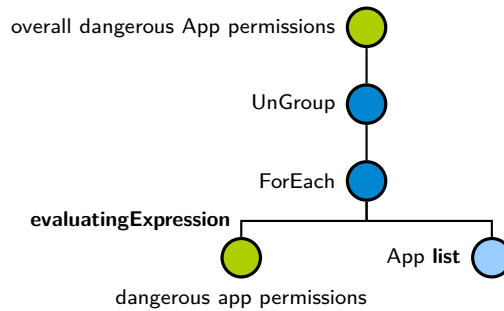 overall dangerous App permissions
UnGroup
ForEach
evaluatingExpression
App list
dangerous app permissions